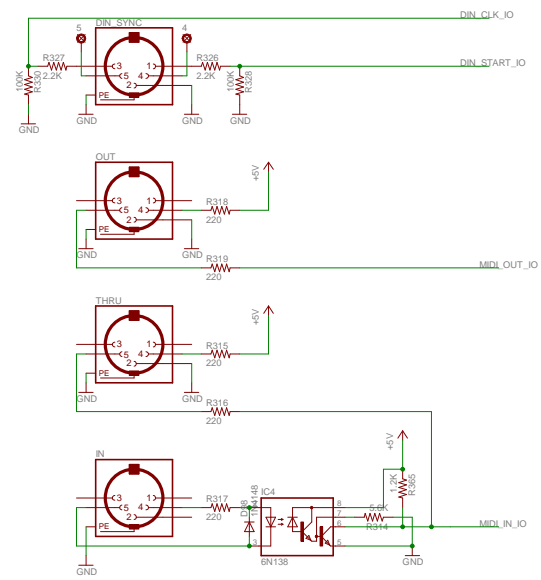 DIN_CLK_IO
5
DIN_SYNC
4
R327
2.2K
3
1
5
4
2
PE
R326
2.2K
DIN_START_IO
100K
R330
100K
R328
GND
GND
GND
GND
OUT
+5V
3
1
5
4
2
PE
R318
220
GND
GND
R319
220
MIDI_OUT_IO
THRU
+5V
3
1
5
4
2
PE
R315
220
GND
GND
R316
220
IN
+5V
1.2K
R365
3
1
5
4
2
PE
R317
220
1N4148
IC4
8
7
6
5
3
5.6K
R314
MIDI_IN_IO
6N138
GND
GND